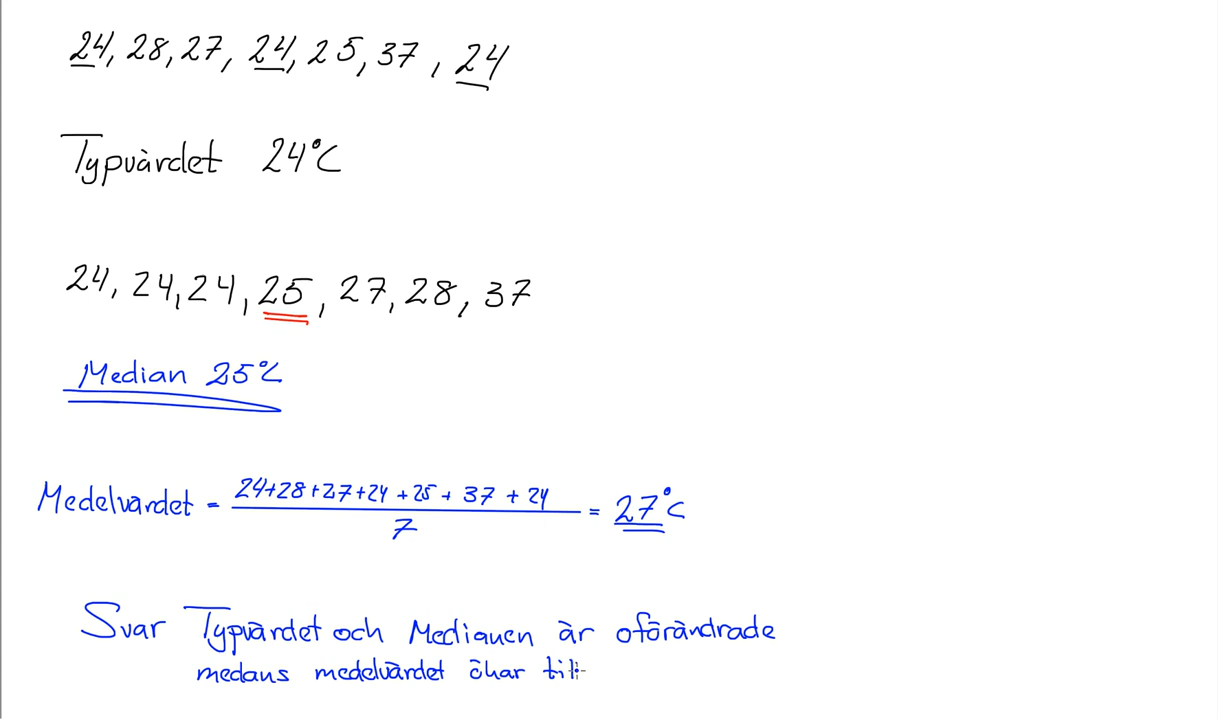 24, 28, 27, 24, 25, 37, 24
Typvärdet 24°C
24, 24, 24, 25, 27, 28, 37
Median 25°C
Medelvärdet = 24+28+27+24+25+37+24 / 7 = 27°C
Svar Typvärdet och Medianen är oförändrade
medans medelvärdet ökar till